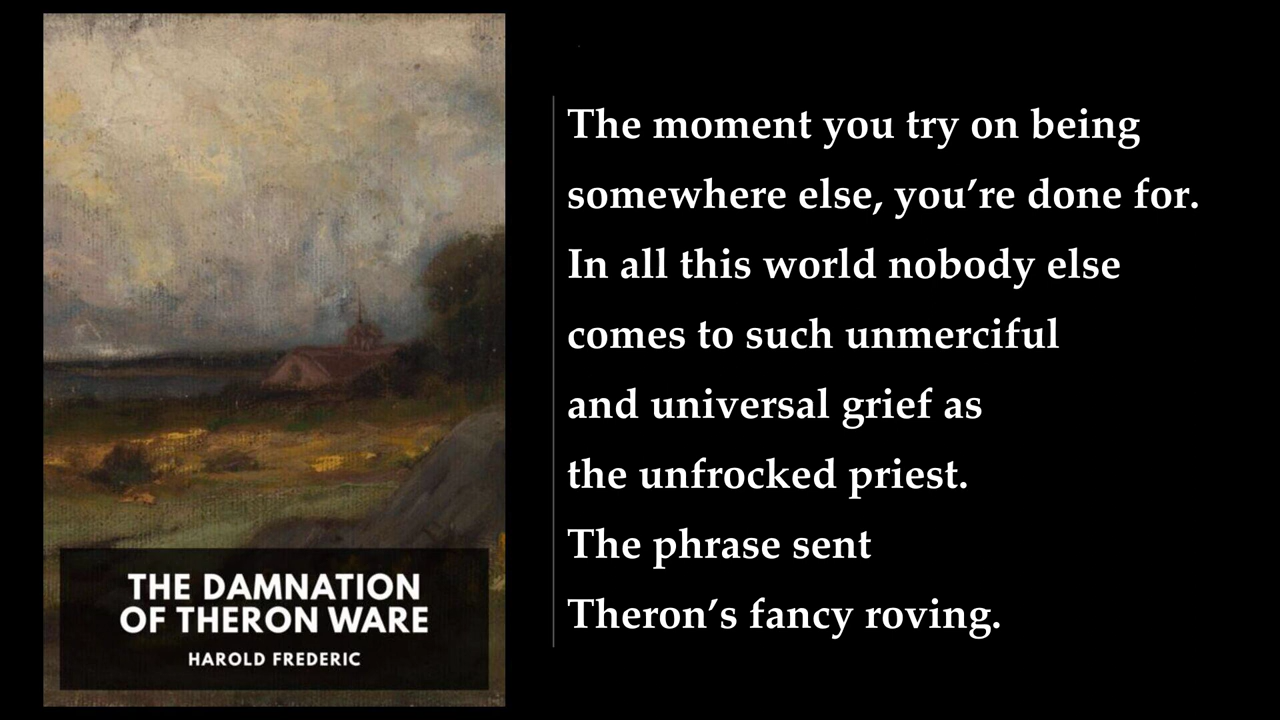 THE DAMNATION
OF THERON WARE
HAROLD FREDERIC
The moment you try on being
somewhere else, you’re done for.
In all this world nobody else
comes to such unmerciful
and universal grief as
the unfrocked priest.
The phrase sent
Theron’s fancy roving.